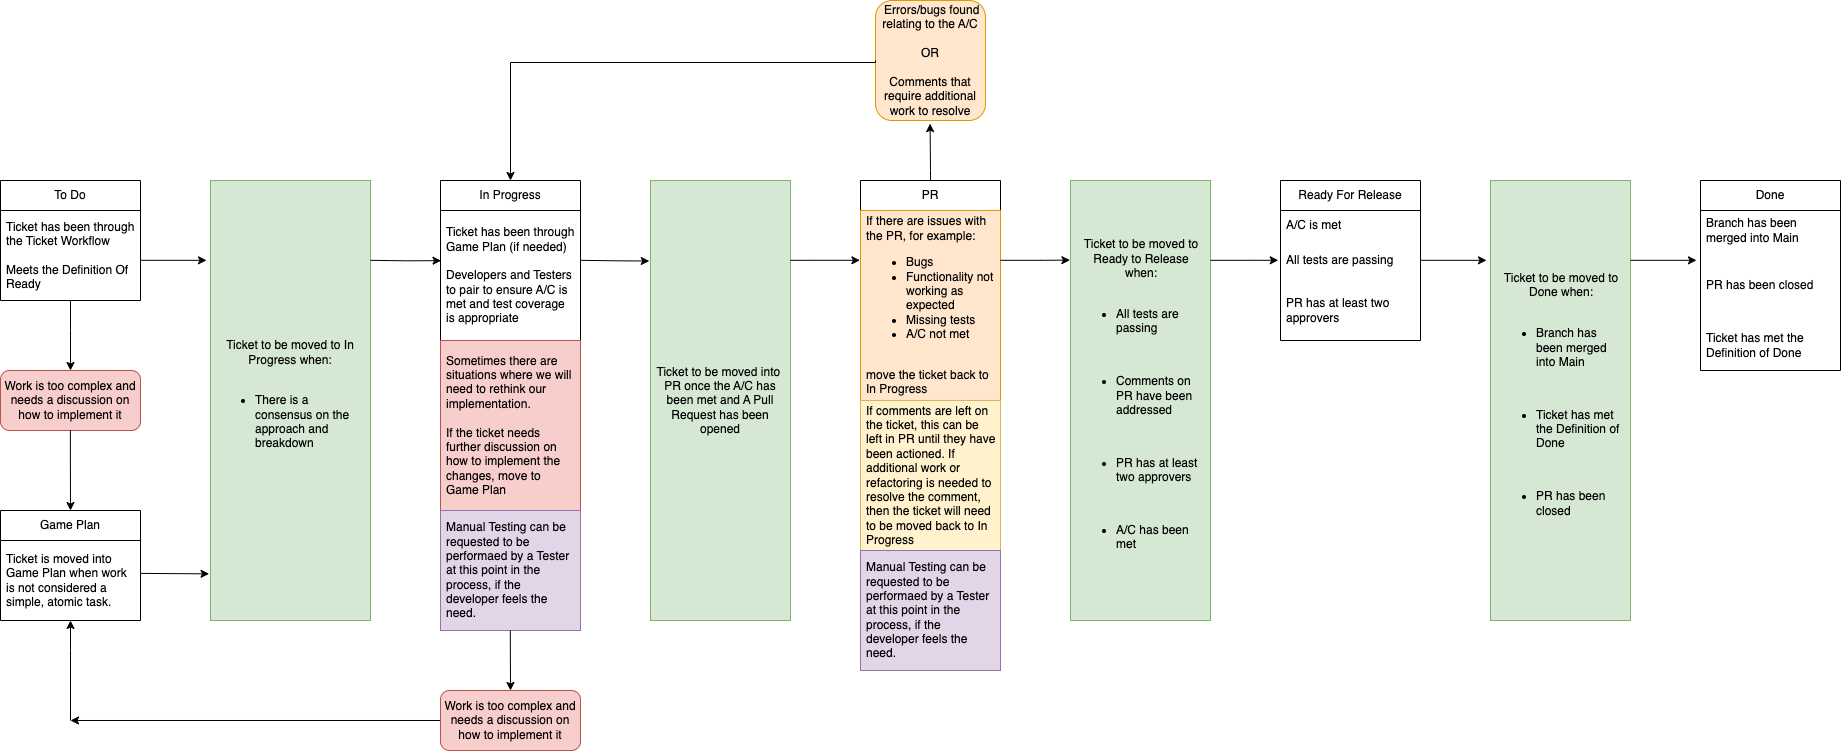 Errors/bugs found
relating to the A/C
OR
Comments that
require additional
work to resolve
To Do
Ticket has been through
the Ticket Workflow
Meets the Definition Of
Ready
Work is too complex and
needs a discussion on
how to implement it
Game Plan
Ticket is moved into
Game Plan when work
is not considered a
simple, atomic task.
Ticket to be moved to In
Progress when:
• There is a
consensus on the
approach and
breakdown
In Progress
Ticket has been through
Game Plan (if needed)
Developers and Testers
to pair to ensure A/C is
met and test coverage
is appropriate
Sometimes there are
situations where we will
need to rethink our
implementation.
If the ticket needs
further discussion on
how to implement the
changes, move to
Game Plan
Manual Testing can be
requested to be
performaed by a Tester
at this point in the
process, if the
developer feels the
need.
Work is too complex and
needs a discussion on
how to implement it
Ticket to be moved into
PR once the A/C has
been met and A Pull
Request has been
opened
PR
If there are issues with
the PR, for example:
• Bugs
• Functionality not
working as
expected
• Missing tests
• A/C not met
move the ticket back to
In Progress
If comments are left on
the ticket, this can be
left in PR until they have
been actioned. If
additional work or
refactoring is needed to
resolve the comment,
then the ticket will need
to be moved back to In
Progress
Manual Testing can be
requested to be
performaed by a Tester
at this point in the
process, if the
developer feels the
need.
Ticket to be moved to
Ready to Release
when:
• All tests are
passing
• Comments on
PR have been
addressed
• PR has at least
two approvers
• A/C has been
met
Ready For Release
A/C is met
All tests are passing
PR has at least two
approvers
Ticket to be moved to
Done when:
• Branch has
been merged
into Main
• Ticket has met
the Definition of
Done
• PR has been
closed
Done
Branch has been
merged into Main
PR has been closed
Ticket has met the
Definition of Done